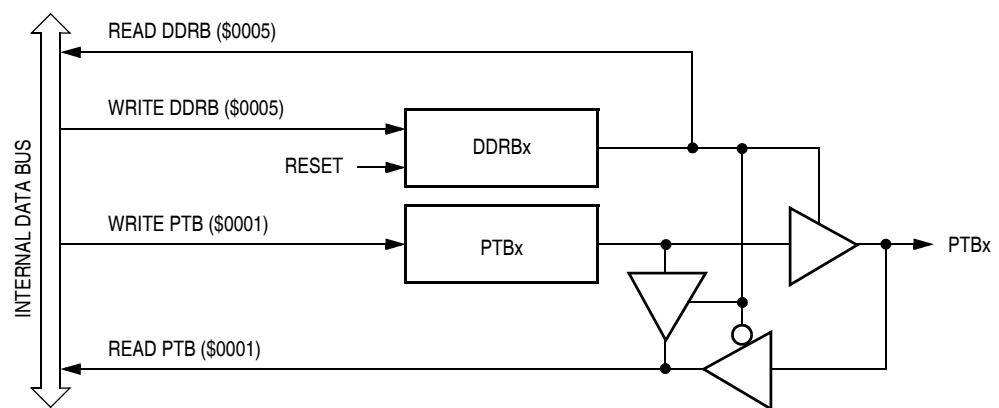 READ DDRB ($0005)
WRITE DDRB ($0005)
DDRBx
RESET
INTERNAL DATA BUS
WRITE PTB ($0001)
PTBx
PTBx
READ PTB ($0001)